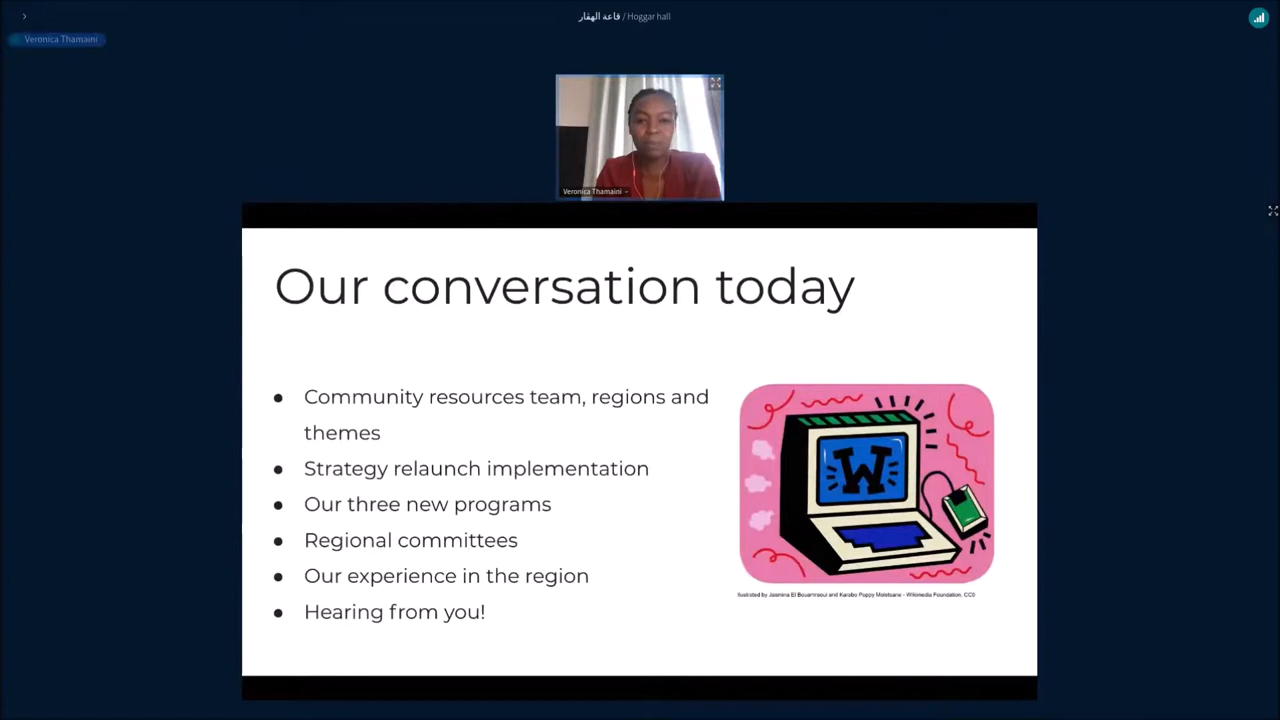 قاعة الهقار / Hoggar hall
Veronica Thamaini
Veronica Thamaini
Our conversation today
● Community resources team, regions and
themes
● Strategy relaunch implementation
● Our three new programs
● Regional committees
● Our experience in the region
● Hearing from you!
W
Illustrated by Jasmina El Bouamraoui and Karabo Poppy Moletsane - Wikimedia Foundation, CC0